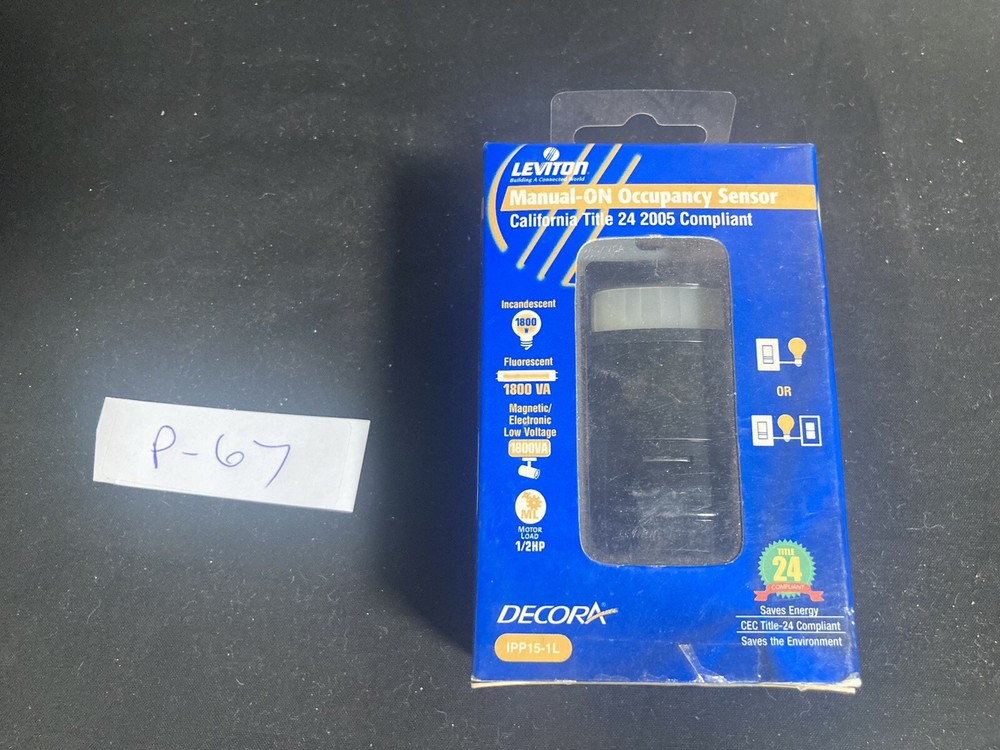 P-67
LEVITON
Building A Connected World
Manual-ON Occupancy Sensor
California Title 24 2005 Compliant
Incandescent
1800
W
Fluorescent
1800 VA
Magnetic/
Electronic
Low Voltage
1800VA
ML
MOTOR
LOAD
1/2HP
OR
TITLE
24
COMPLIANT
Saves Energy
CEC Title-24 Compliant
Saves the Environment
DECORA
IPP15-1L